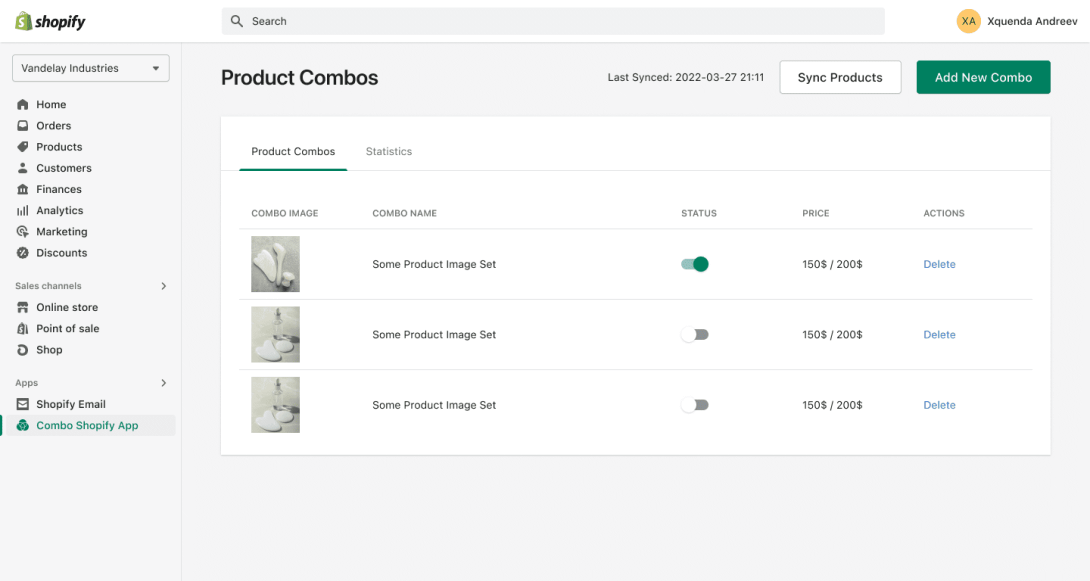 shopify
Search
XA
Xquenda Andreev
Vandelay Industries
Home
Orders
Products
Customers
Finances
Analytics
Marketing
Discounts
Sales channels
Online store
Point of sale
Shop
Apps
Shopify Email
Combo Shopify App
Product Combos
Last Synced: 2022-03-27 21:11
Sync Products
Add New Combo
Product Combos
Statistics
COMBO IMAGE
COMBO NAME
STATUS
PRICE
ACTIONS
Some Product Image Set
150$ / 200$
Delete
Some Product Image Set
150$ / 200$
Delete
Some Product Image Set
150$ / 200$
Delete